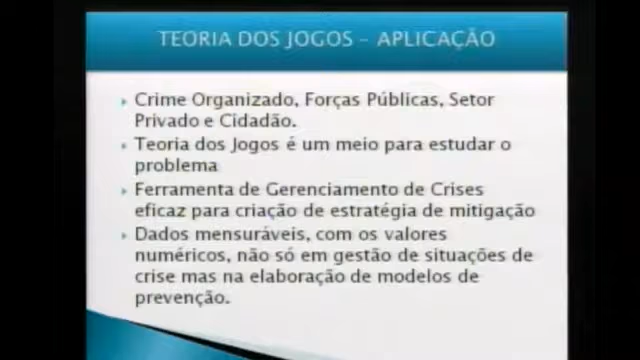 TEORIA DOS JOGOS – APLICAÇÃO
Crime Organizado, Forças Públicas, Setor
Privado e Cidadão.
Teoria dos Jogos é um meio para estudar o
problema
Ferramenta de Gerenciamento de Crises
eficaz para criação de estratégia de mitigação
Dados mensuráveis, com os valores
numéricos, não só em gestão de situações de
crise mas na elaboração de modelos de
prevenção.